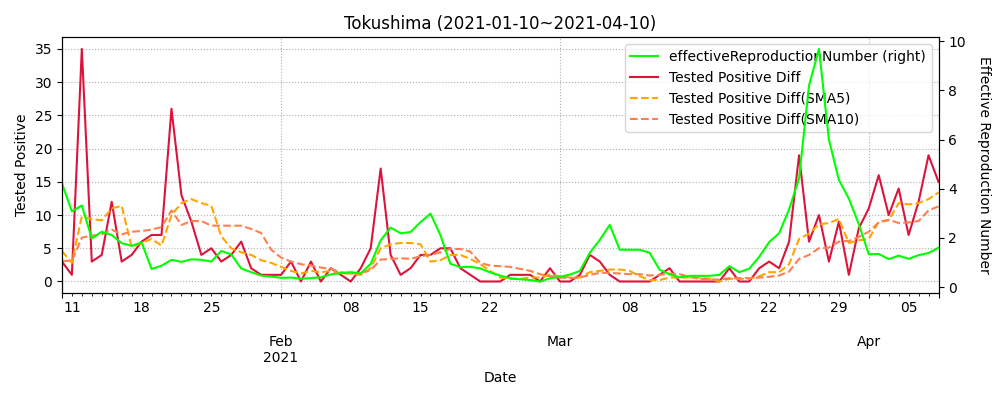 Tokushima (2021-01-10~2021-04-10)
effectiveReproductionNumber (right)
Tested Positive Diff
Tested Positive Diff(SMA5)
Tested Positive Diff(SMA10)
Tested Positive
35
30
25
20
15
10
5
0
Effective Reproduction Number
10
8
6
4
2
0
11 18 25 08 15 22 08 15 22 29 05
Feb Mar Apr
2021
Date